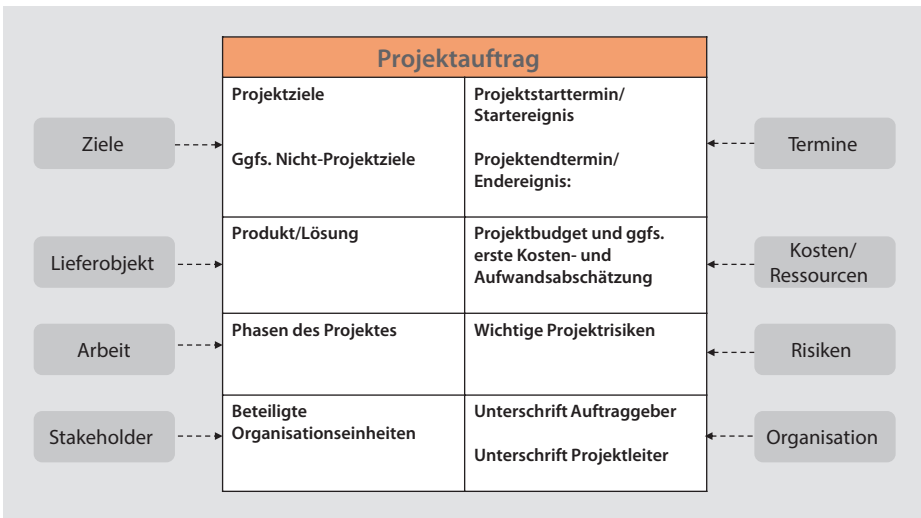 Projektauftrag
Ziele
Projektziele
Ggfs. Nicht-Projektziele
Projektstarttermin/
Startereignis
Projektendtermin/
Endereignis:
Termine
Lieferobjekt
Produkt/Lösung
Projektbudget und ggfs.
erste Kosten- und
Aufwandsabschätzung
Kosten/
Ressourcen
Arbeit
Phasen des Projektes
Wichtige Projektrisiken
Risiken
Stakeholder
Beteiligte
Organisationseinheiten
Unterschrift Auftraggeber
Unterschrift Projektleiter
Organisation